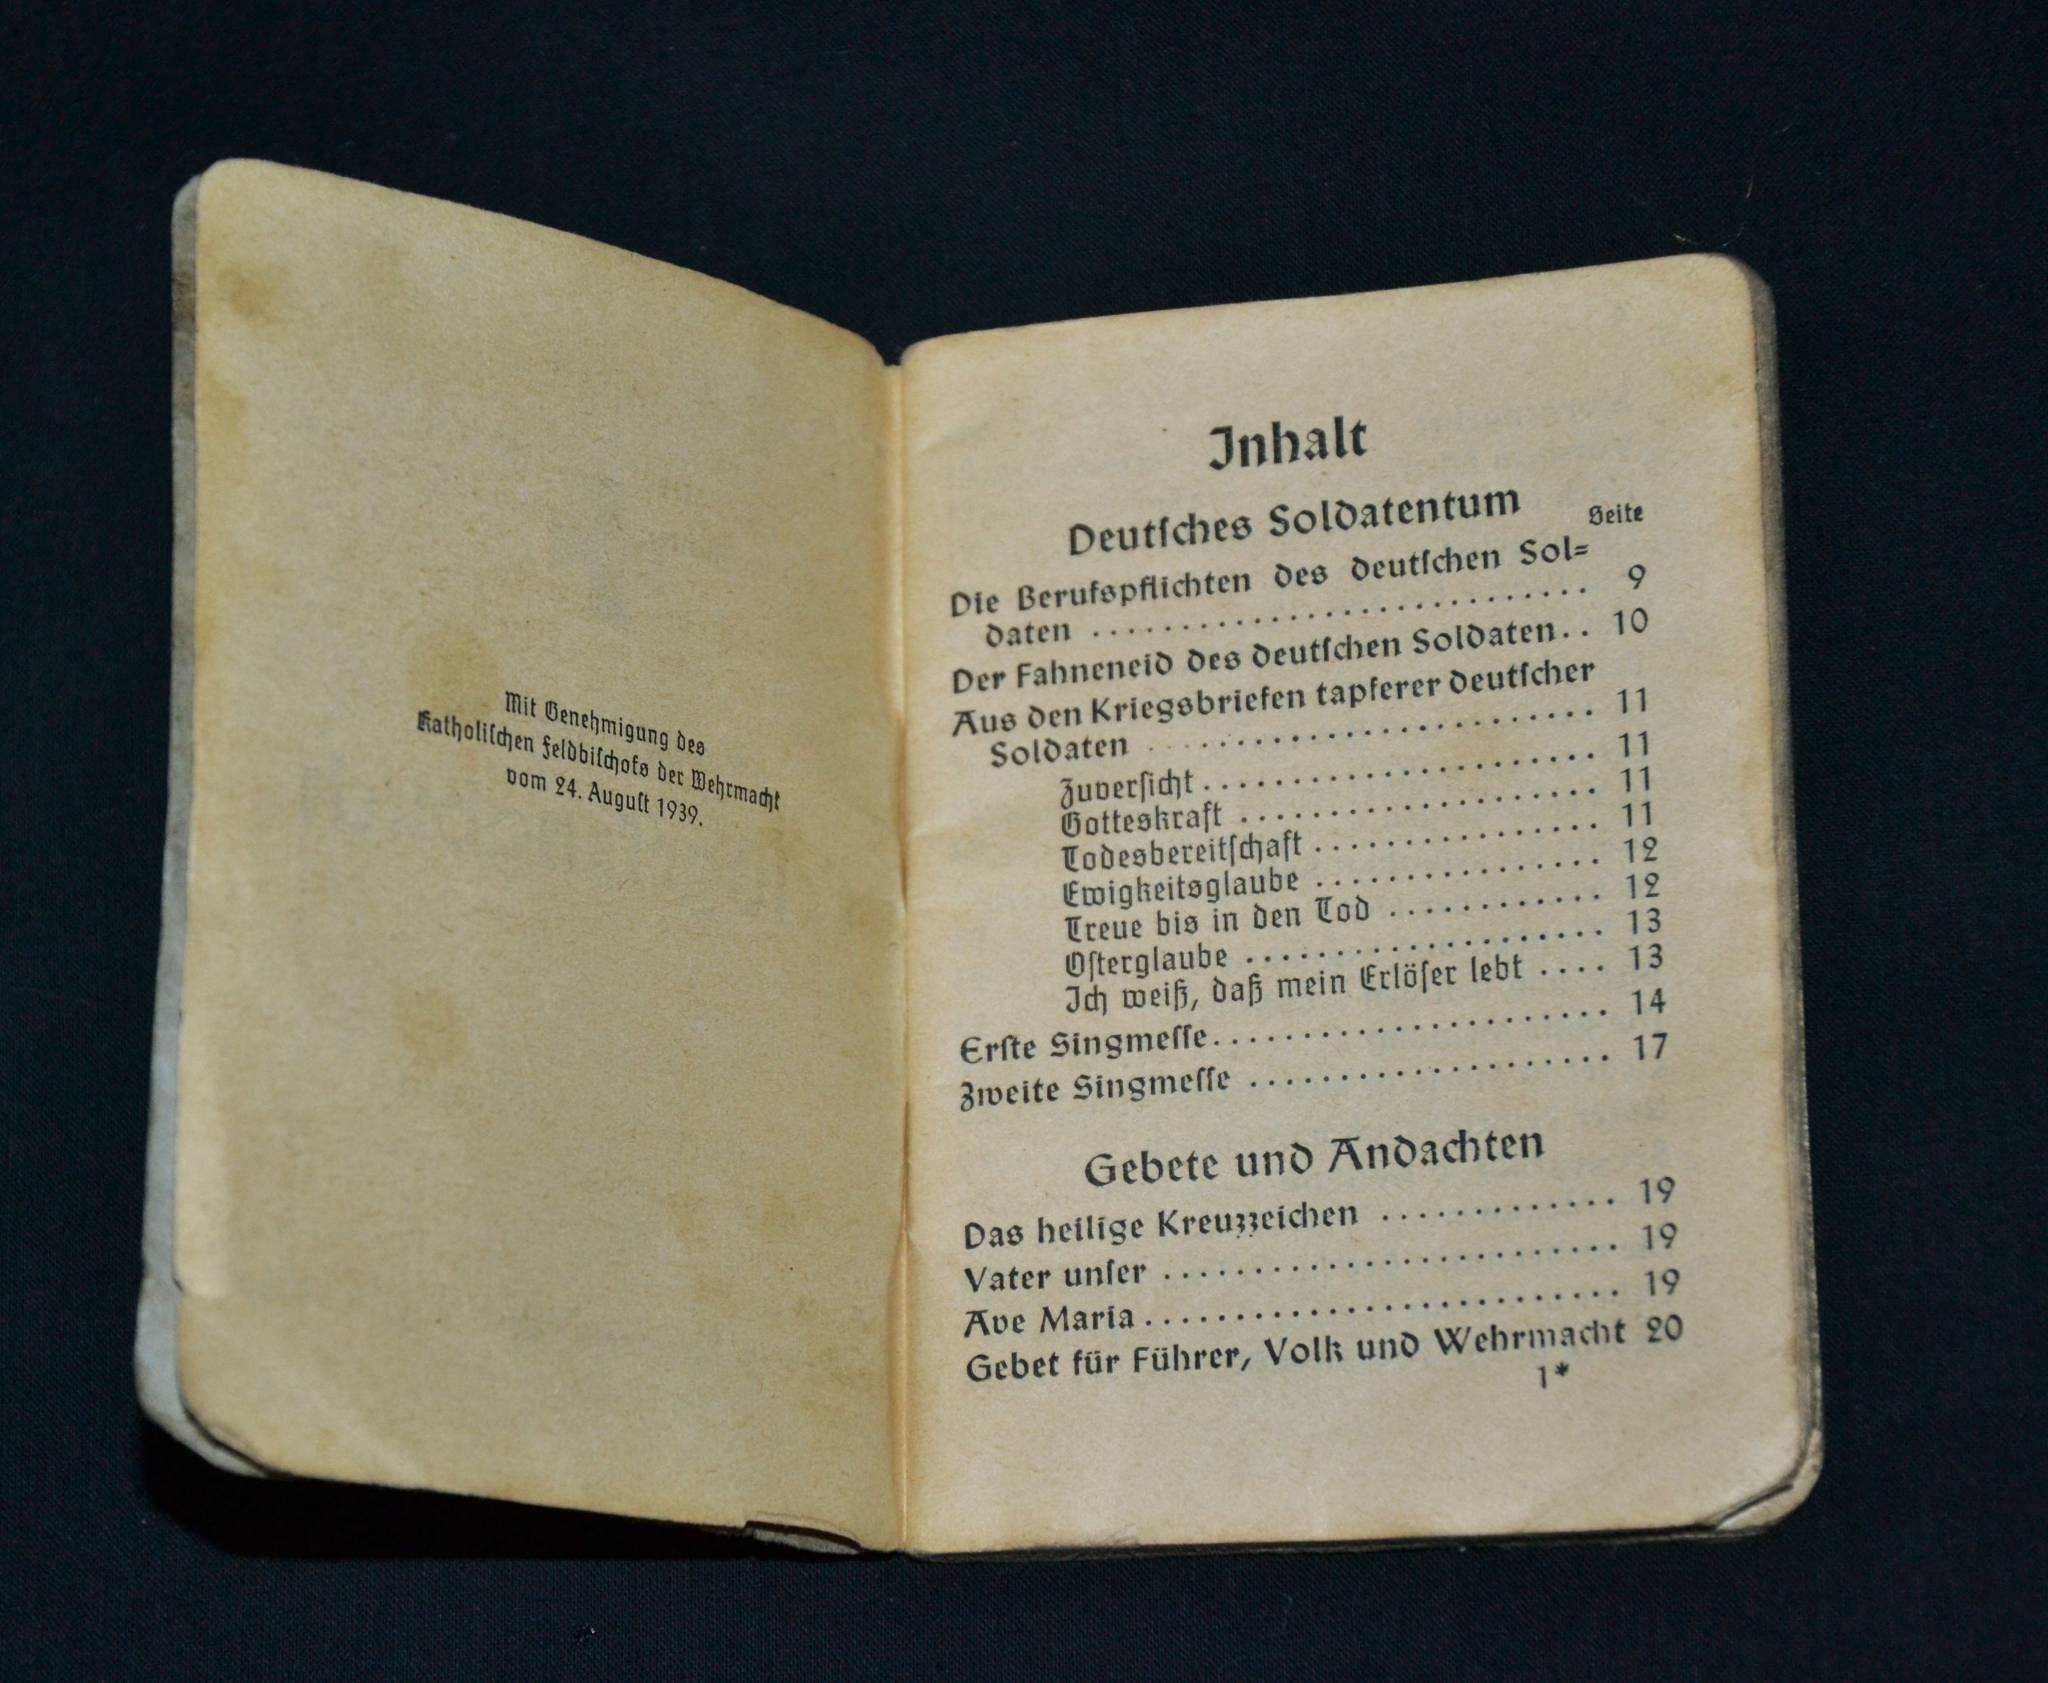 Mit Genehmigung des
Katholiſchen Feldbiſchofs der Wehrmacht
vom 24. Auguſt 1939.
Inhalt
Deutſches Soldatentum
Seite
Die Berufspflichten des deutſchen Sol=
daten .......................... 9
Der Fahneneid des deutſchen Soldaten.. 10
Aus den Kriegsbriefen tapferer deutſcher
Soldaten ........................ 11
Zuverſicht...................... 11
Gotteskraft .................... 11
Todesbereitſchaft ................ 11
Ewigkeitsglaube ................ 12
Treue bis in den Tod ............ 12
Oſterglaube .................... 13
Ich weiß, daß mein Erlöſer lebt .... 13
Erſte Singmeſſe...................... 14
Zweite Singmeſſe .................... 17
Gebete und Andachten
Das heilige Kreuzzeichen ............. 19
Vater unſer ......................... 19
Ave Maria........................... 19
Gebet für Führer, Volk und Wehrmacht 20
1*